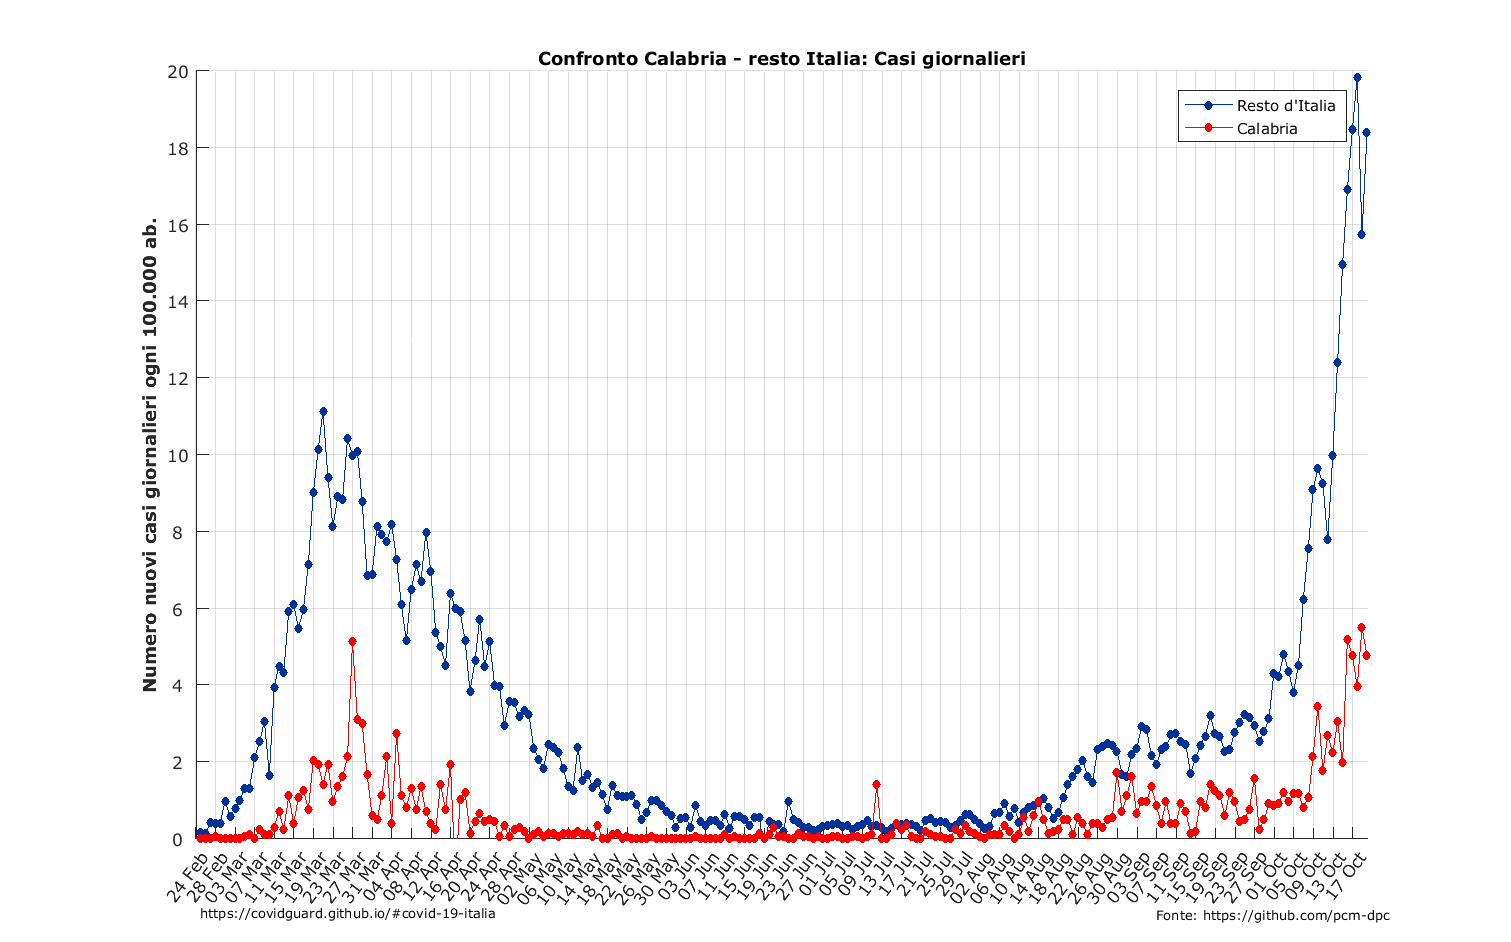 Confronto Calabria - resto Italia: Casi giornalieri
Resto d'Italia
Calabria
Numero nuovi casi giornalieri ogni 100.000 ab.
20
18
16
14
12
10
8
6
4
2
0
24 Feb
28 Feb
03 Mar
07 Mar
11 Mar
15 Mar
19 Mar
23 Mar
27 Mar
31 Mar
04 Apr
08 Apr
12 Apr
16 Apr
20 Apr
24 Apr
28 Apr
02 May
06 May
10 May
14 May
18 May
22 May
26 May
30 May
03 Jun
07 Jun
11 Jun
15 Jun
19 Jun
23 Jun
27 Jun
01 Jul
05 Jul
09 Jul
13 Jul
17 Jul
21 Jul
25 Jul
29 Jul
02 Aug
06 Aug
10 Aug
14 Aug
18 Aug
22 Aug
26 Aug
30 Aug
03 Sep
07 Sep
11 Sep
15 Sep
19 Sep
23 Sep
27 Sep
01 Oct
05 Oct
09 Oct
13 Oct
17 Oct
https://covidguard.github.io/#covid-19-italia
Fonte: https://github.com/pcm-dpc